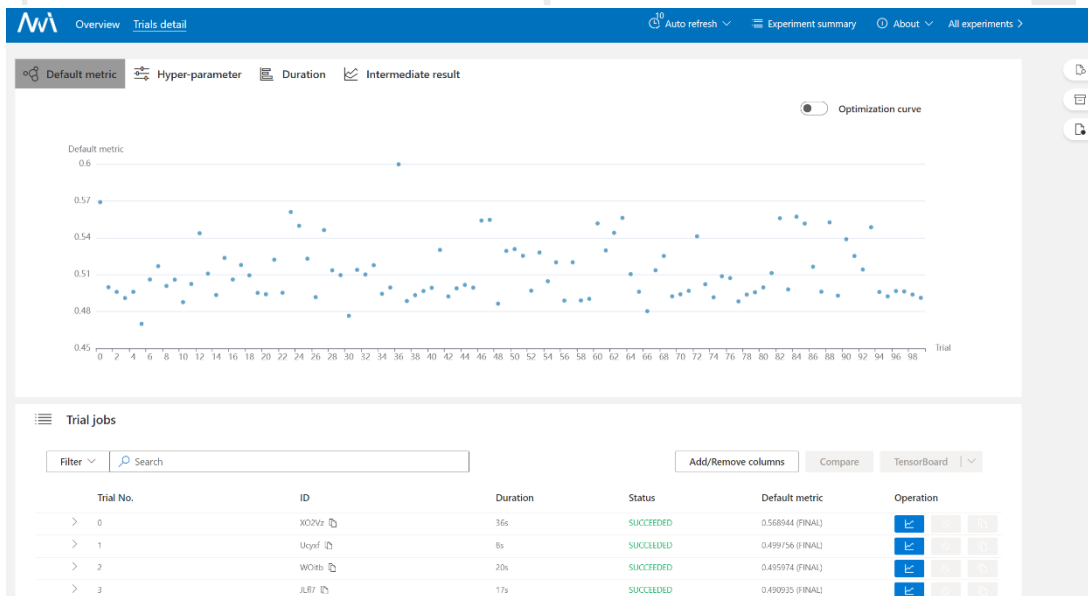 Overview Trials detail 10 Auto refresh Experiment summary About All experiments >
Default metric Hyper-parameter Duration Intermediate result
Optimization curve
Default metric
0.6
0.57
0.54
0.51
0.48
0.45
0 2 4 6 8 10 12 14 16 18 20 22 24 26 28 30 32 34 36 38 40 42 44 46 48 50 52 54 56 58 60 62 64 66 68 70 72 74 76 78 80 82 84 86 88 90 92 94 96 98 Trial
Trial jobs
Filter Search Add/Remove columns Compare TensorBoard
Trial No. ID Duration Status Default metric Operation
0 XO2Vz 36s SUCCEEDED 0.568944 (FINAL)
1 Ucyxf 8s SUCCEEDED 0.499756 (FINAL)
2 WOitb 20s SUCCEEDED 0.495974 (FINAL)
3 17s SUCCEEDED 0.490935 (FINAL)